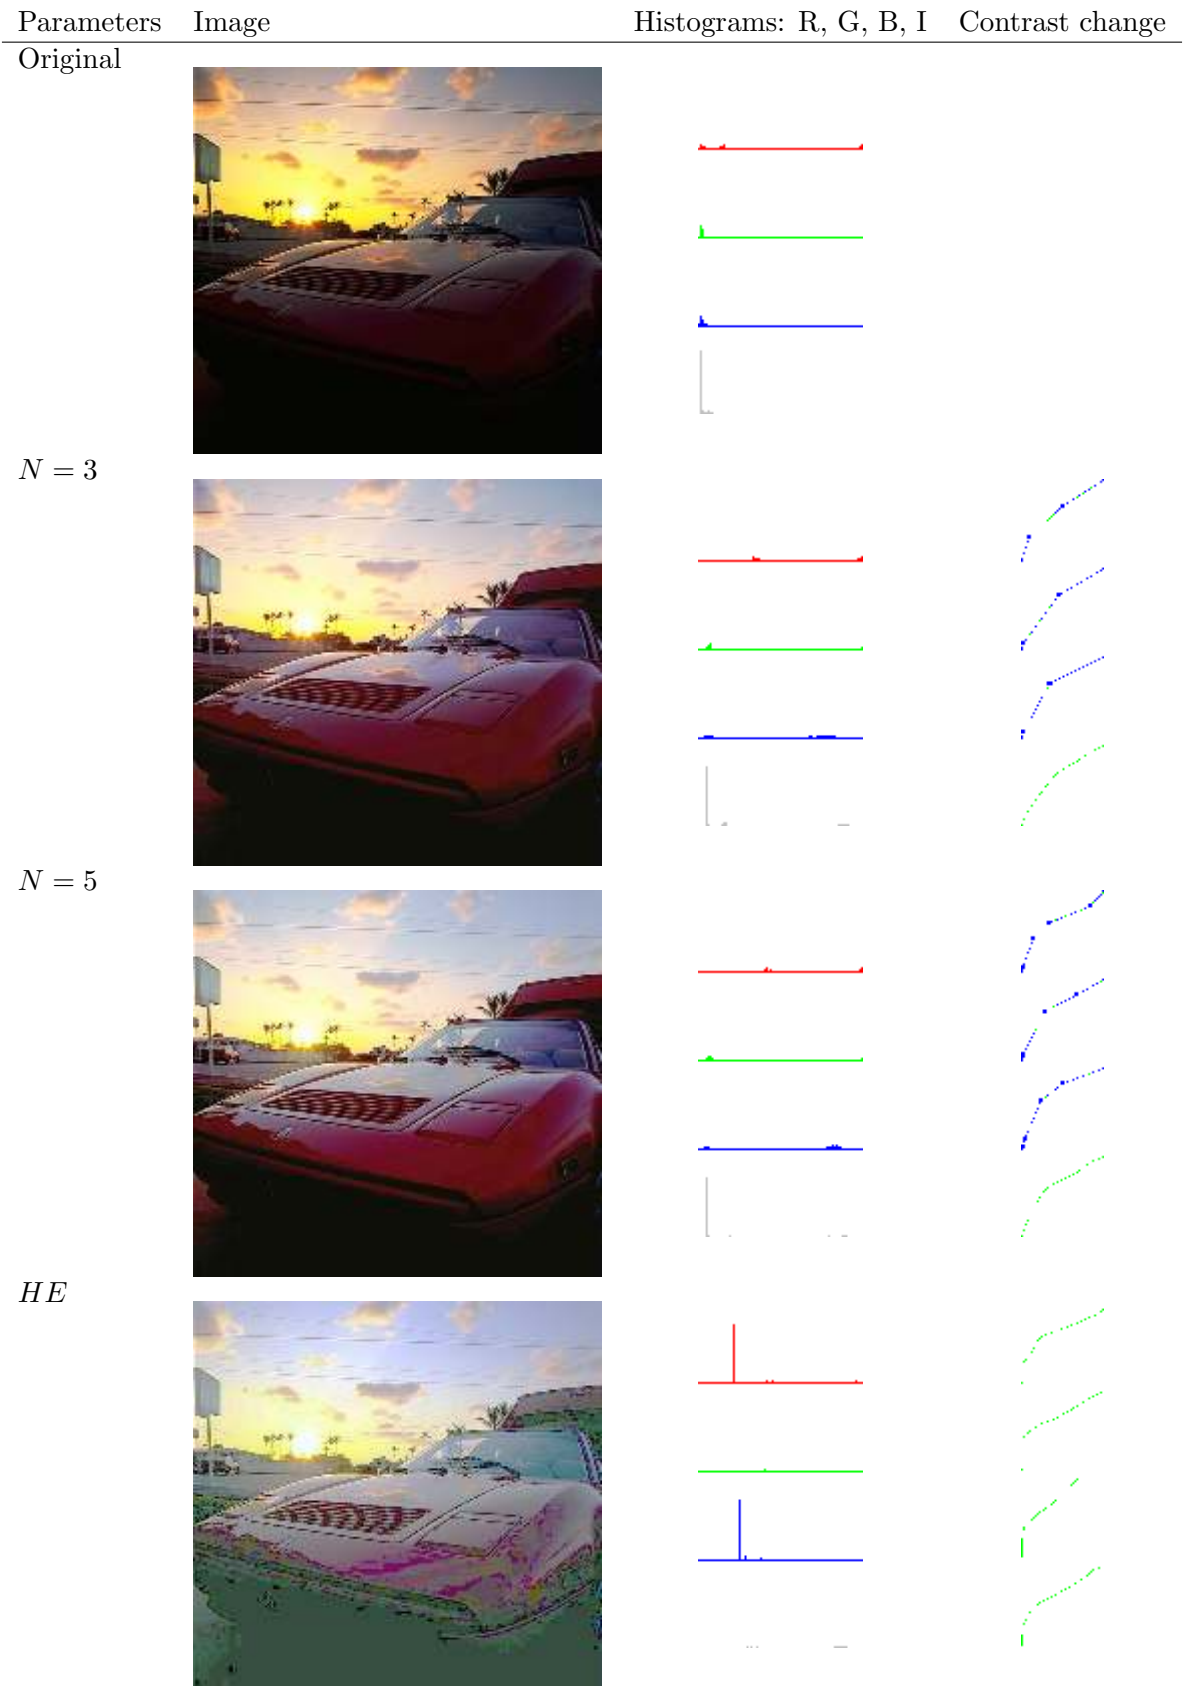 Parameters Image Histograms: R, G, B, I Contrast change
Original
N = 3
N = 5
HE